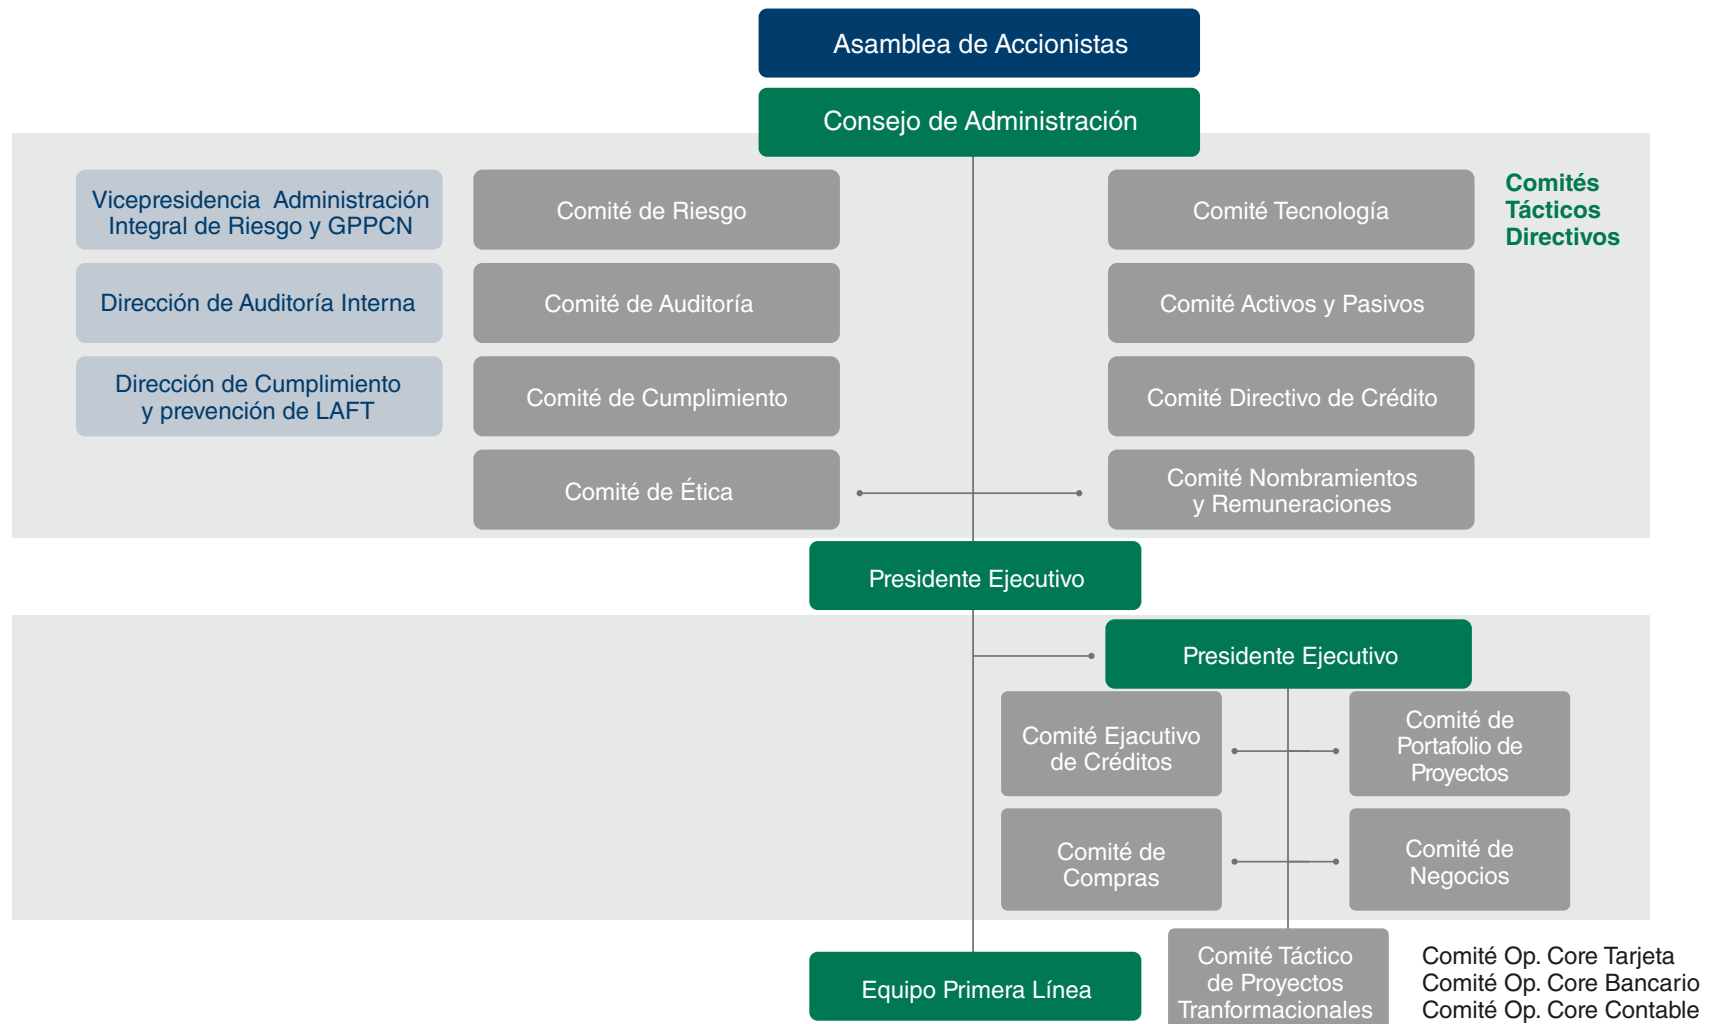 Asamblea de Accionistas
Consejo de Administración
Vicepresidencia Administración
Integral de Riesgo y GPPCN
Comité de Riesgo
Comité Tecnología
Comités
Tácticos
Directivos
Dirección de Auditoría Interna
Comité de Auditoría
Comité Activos y Pasivos
Dirección de Cumplimiento
y prevención de LAFT
Comité de Cumplimiento
Comité Directivo de Crédito
Comité de Ética
Comité Nombramientos
y Remuneraciones
Presidente Ejecutivo
Presidente Ejecutivo
Comité Ejacutivo
de Créditos
Comité de
Portafolio de
Proyectos
Comité de
Compras
Comité de
Negocios
Equipo Primera Línea
Comité Táctico
de Proyectos
Tranformacionales
Comité Op. Core Tarjeta
Comité Op. Core Bancario
Comité Op. Core Contable